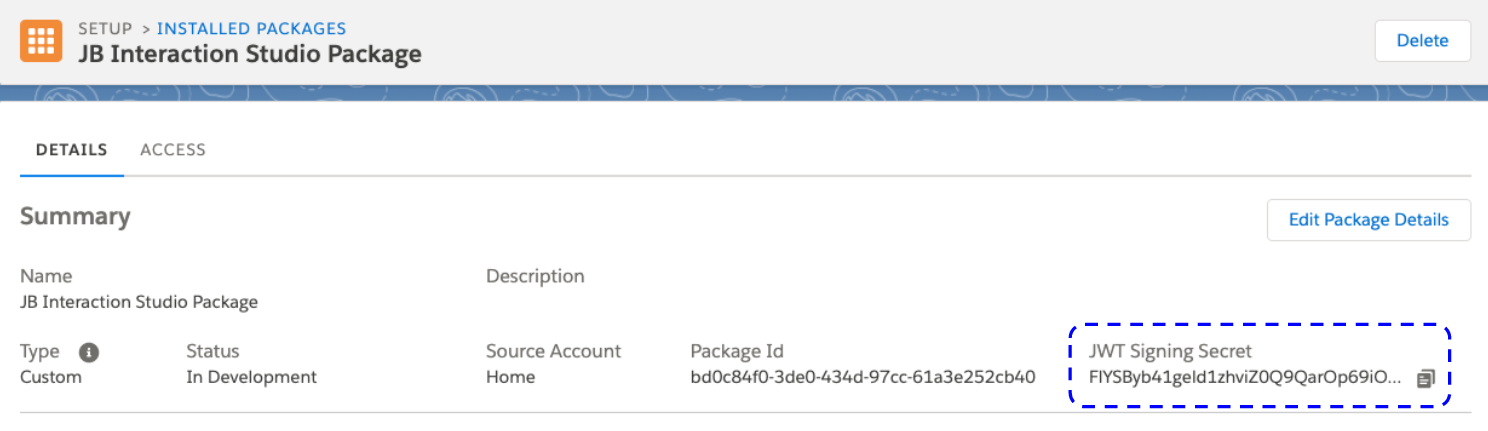 SETUP > INSTALLED PACKAGES
JB Interaction Studio Package
Delete
DETAILS ACCESS
Summary
Edit Package Details
Name Description
JB Interaction Studio Package
Type Status Source Account Package Id JWT Signing Secret
Custom In Development Home bd0c84f0-3de0-434d-97cc-61a3e252cb40 FIYSByb41geld1zhviZ0Q9QarOp69iO...